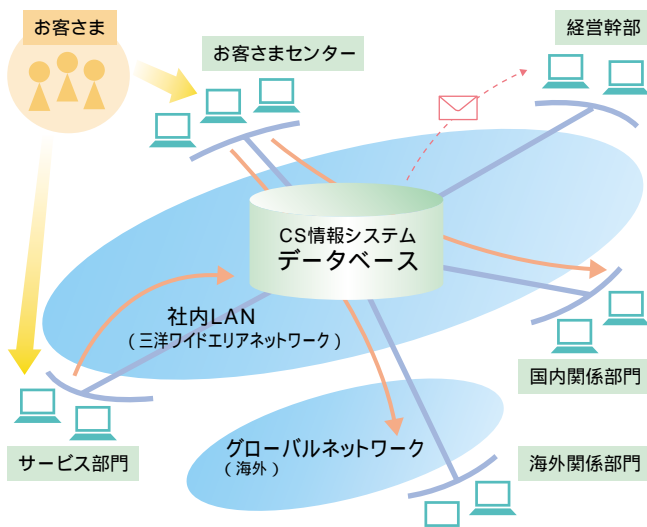 お客さま
お客さまセンター
経営幹部
CS情報システム
データベース
社内LAN
（三洋ワイドエリアネットワーク）
国内関係部門
グローバルネットワーク
（海外）
サービス部門
海外関係部門